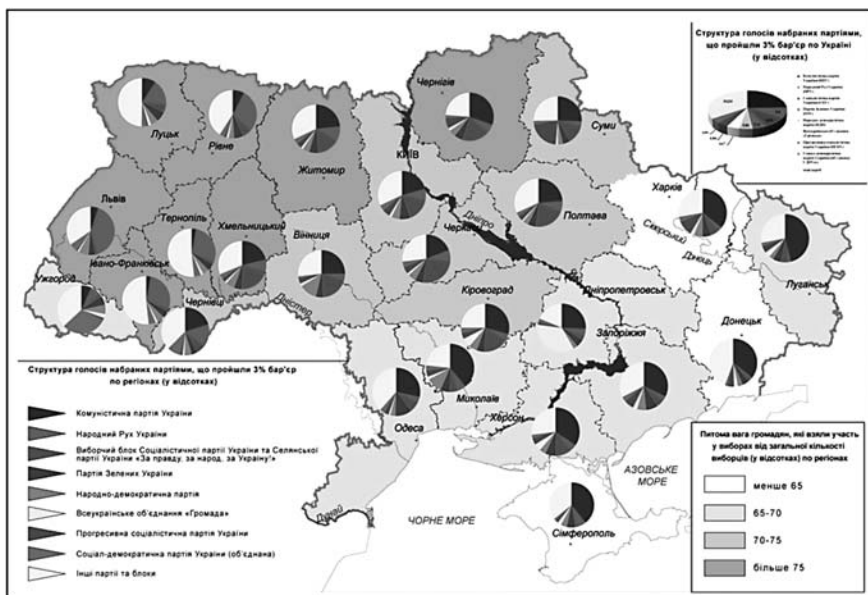 Структура голосів набраних партіями,
що пройшли 3% бар'єр по Україні
(у відсотках)
Чернігів
Луцьк
Рівне
Житомир
КИЇВ
Суми
Харків
Львів
Тернопіль
Хмельницький
Вінниця
Дніпро
Полтава
Сіверський
Донець
Ужгород
Івано-Франківськ
Чернівці
Дністер
Кіровоград
Дніпропетровськ
Луганськ
Запоріжжя
Донецьк
Миколаїв
Одеса
Херсон
Дунай
ЧОРНЕ МОРЕ
АЗОВСЬКЕ
МОРЕ
Сімферополь
Структура голосів набраних партіями, що пройшли 3% бар'єр
по регіонах (у відсотках)
Комуністична партія України
Народний Рух України
Виборчий блок Соціалістичної партії України та Селянської
партії України «За правду, за народ, за Україну!»
Партія Зелених України
Народно-демократична партія
Всеукраїнське об'єднання «Громада»
Прогресивна соціалістична партія України
Соціал-демократична партія України (об'єднана)
Інші партії та блоки
Питома вага громадян, які взяли участь
у виборах від загальної кількості
виборців (у відсотках) по регіонах
менше 65
65-70
70-75
більше 75